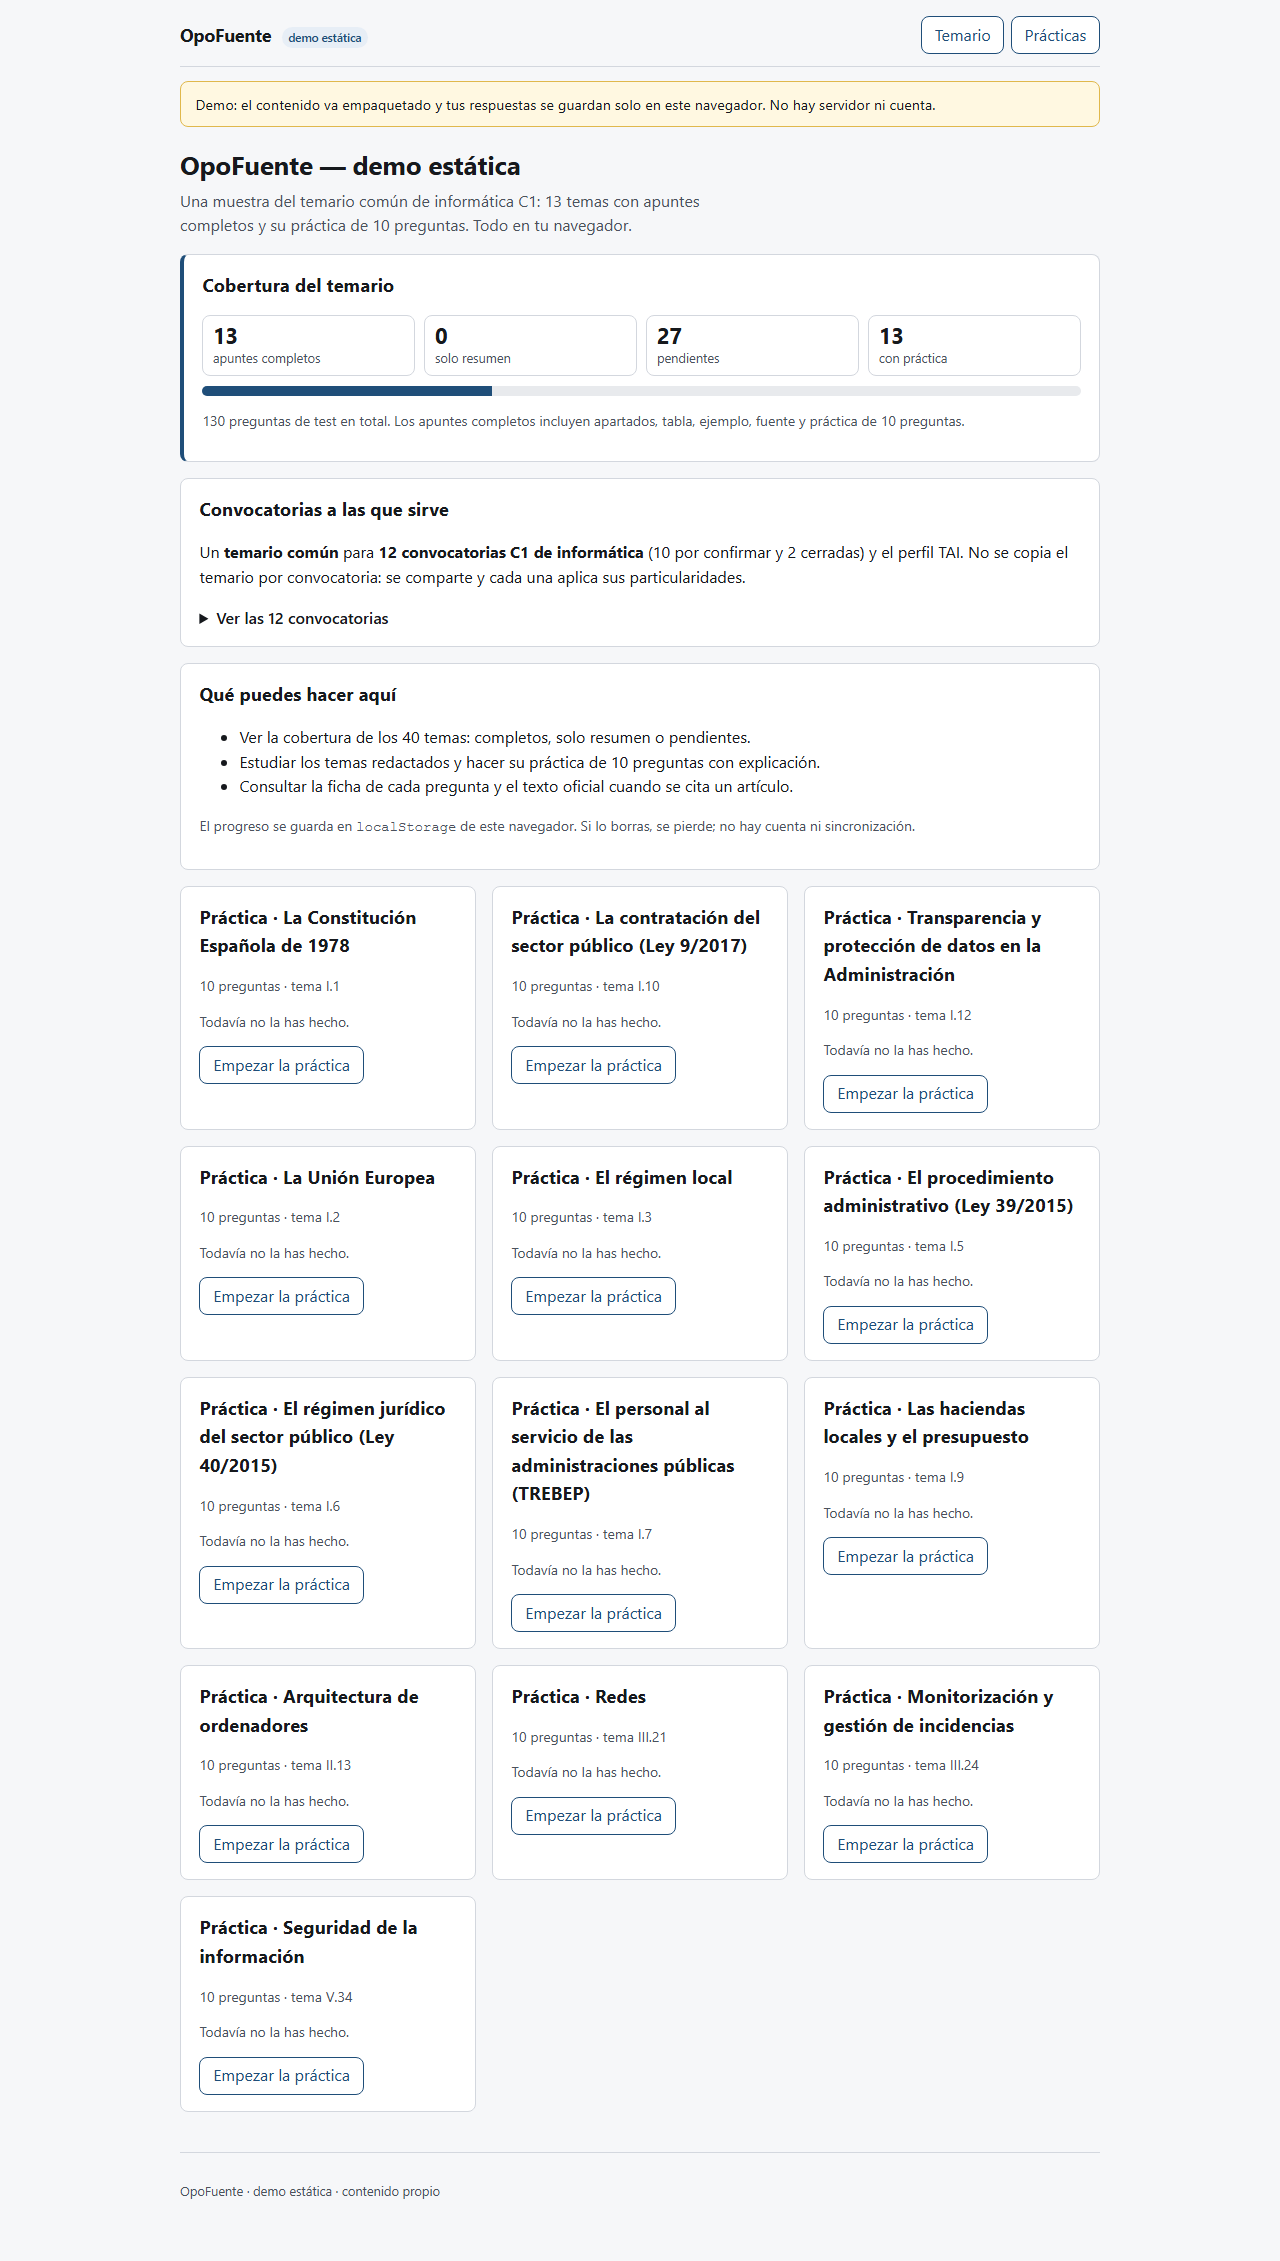 OpoFuente demo estática Temario Prácticas
Demo: el contenido va empaquetado y tus respuestas se guardan solo en este navegador. No hay servidor ni cuenta.
OpoFuente — demo estática
Una muestra del temario común de informática C1: 13 temas con apuntes
completos y su práctica de 10 preguntas. Todo en tu navegador.
Cobertura del temario
13
apuntes completos
0
solo resumen
27
pendientes
13
con práctica
130 preguntas de test en total. Los apuntes completos incluyen apartados, tabla, ejemplo, fuente y práctica de 10 preguntas.
Convocatorias a las que sirve
Un temario común para 12 convocatorias C1 de informática (10 por confirmar y 2 cerradas) y el perfil TAI. No se copia el
temario por convocatoria: se comparte y cada una aplica sus particularidades.
▶ Ver las 12 convocatorias
Qué puedes hacer aquí
• Ver la cobertura de los 40 temas: completos, solo resumen o pendientes.
• Estudiar los temas redactados y hacer su práctica de 10 preguntas con explicación.
• Consultar la ficha de cada pregunta y el texto oficial cuando se cita un artículo.
El progreso se guarda en localStorage de este navegador. Si lo borras, se pierde; no hay cuenta ni sincronización.
Práctica · La Constitución
Española de 1978
10 preguntas · tema I.1
Todavía no la has hecho.
Empezar la práctica
Práctica · La contratación del
sector público (Ley 9/2017)
10 preguntas · tema I.10
Todavía no la has hecho.
Empezar la práctica
Práctica · Transparencia y
protección de datos en la
Administración
10 preguntas · tema I.12
Todavía no la has hecho.
Empezar la práctica
Práctica · La Unión Europea
10 preguntas · tema I.2
Todavía no la has hecho.
Empezar la práctica
Práctica · El régimen local
10 preguntas · tema I.3
Todavía no la has hecho.
Empezar la práctica
Práctica · El procedimiento
administrativo (Ley 39/2015)
10 preguntas · tema I.5
Todavía no la has hecho.
Empezar la práctica
Práctica · El régimen jurídico
del sector público (Ley
40/2015)
10 preguntas · tema I.6
Todavía no la has hecho.
Empezar la práctica
Práctica · El personal al
servicio de las
administraciones públicas
(TREBEP)
10 preguntas · tema I.7
Todavía no la has hecho.
Empezar la práctica
Práctica · Las haciendas
locales y el presupuesto
10 preguntas · tema I.9
Todavía no la has hecho.
Empezar la práctica
Práctica · Arquitectura de
ordenadores
10 preguntas · tema II.13
Todavía no la has hecho.
Empezar la práctica
Práctica · Redes
10 preguntas · tema III.21
Todavía no la has hecho.
Empezar la práctica
Práctica · Monitorización y
gestión de incidencias
10 preguntas · tema III.24
Todavía no la has hecho.
Empezar la práctica
Práctica · Seguridad de la
información
10 preguntas · tema V.34
Todavía no la has hecho.
Empezar la práctica
OpoFuente · demo estática · contenido propio